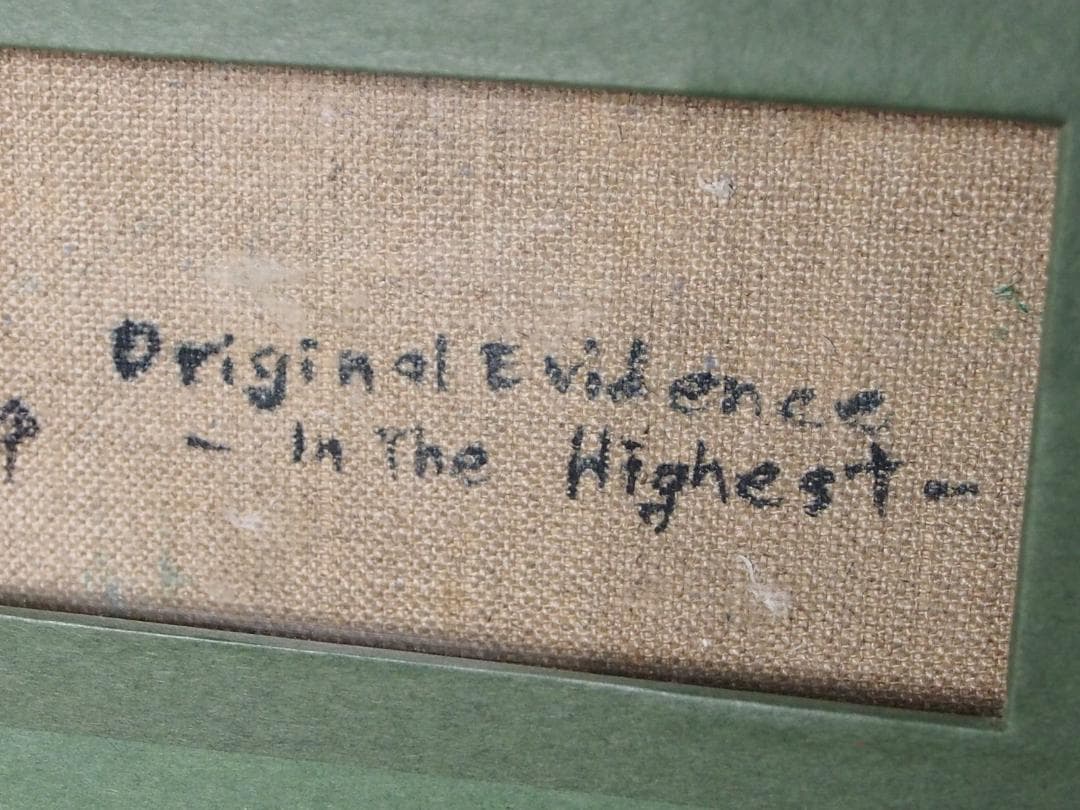 Original Evidence
- In The Highest -